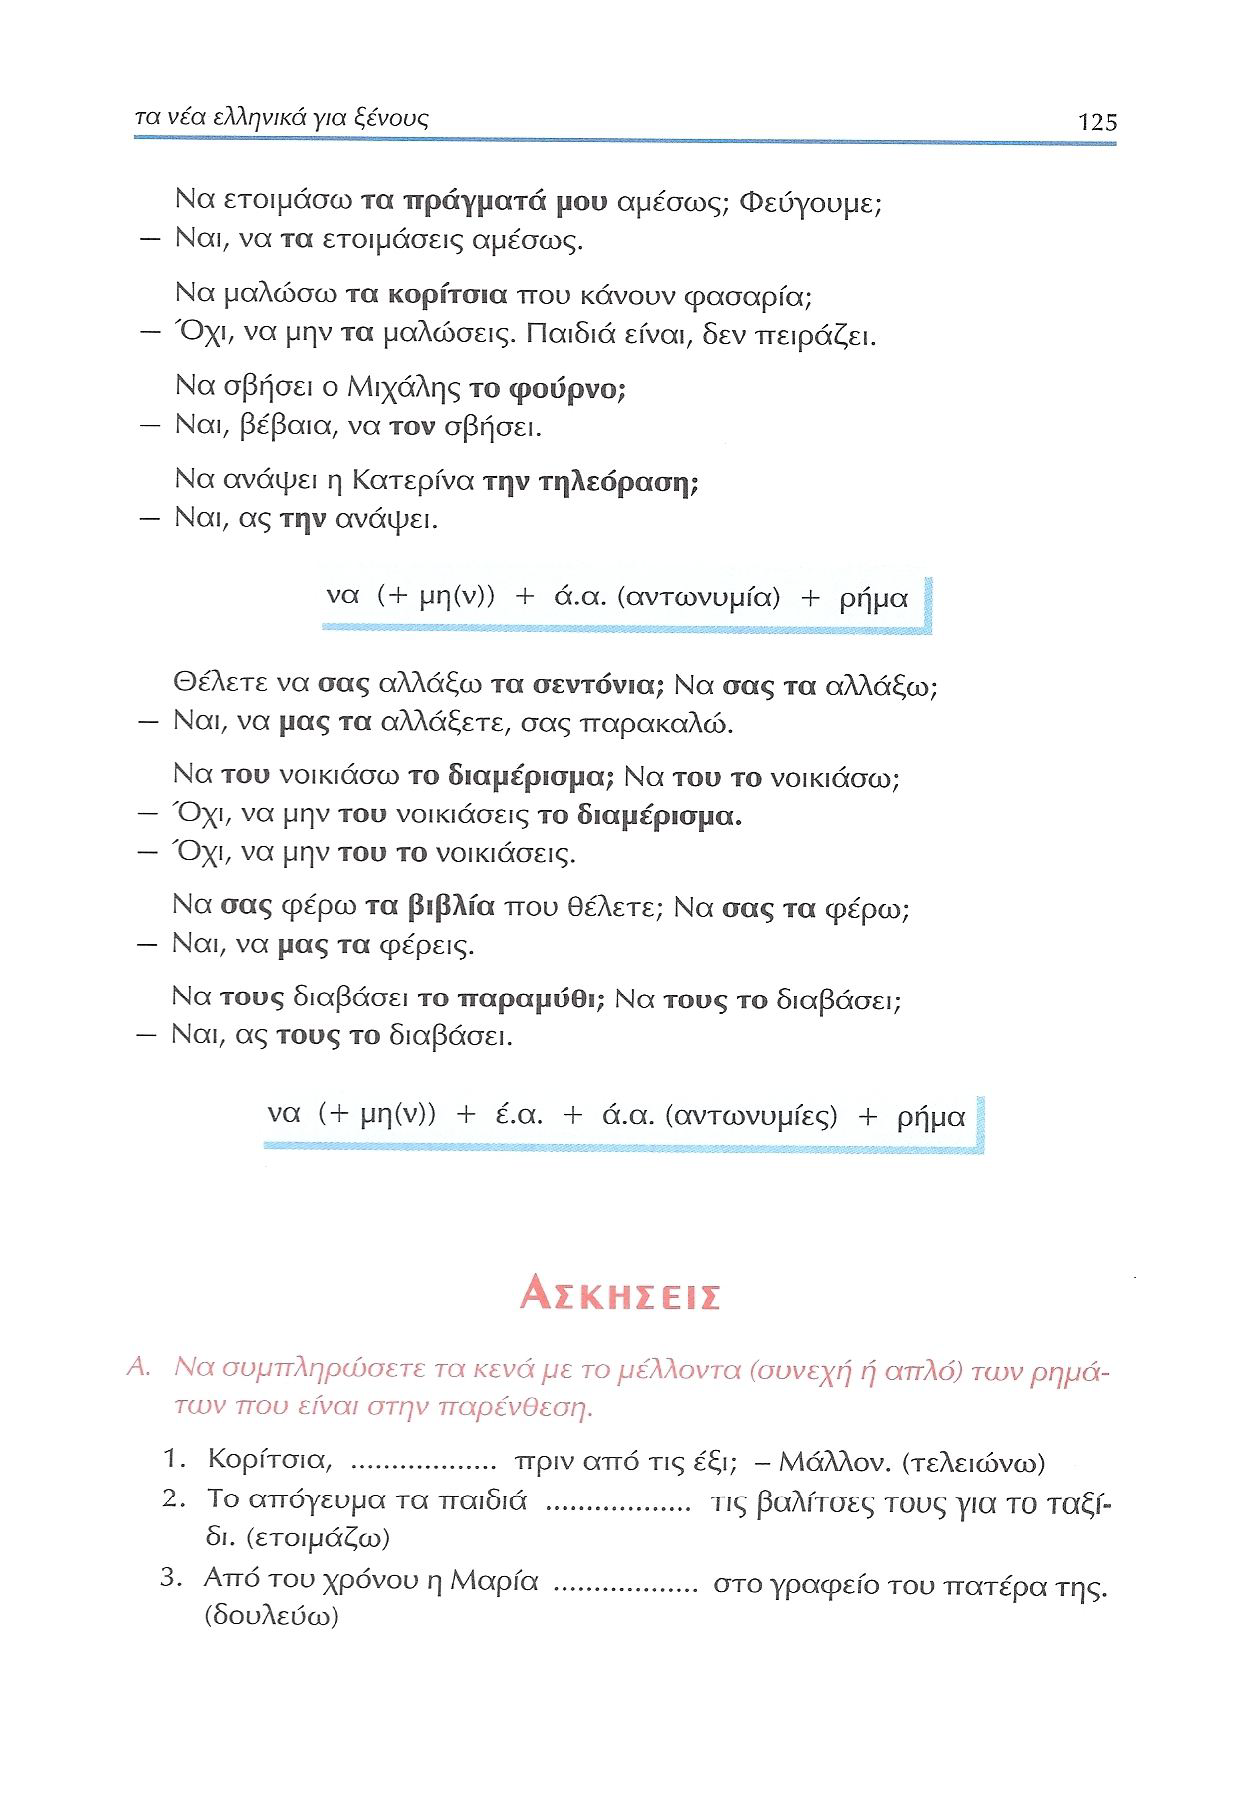 τα νέα ελληνικά για ξένους 125
Να ετοιμάσω τα πράγματά μου αμέσως; Φεύγουμε;
– Ναι, να τα ετοιμάσεις αμέσως.
Να μαλώσω τα κορίτσια που κάνουν φασαρία;
– Όχι, να μην τα μαλώσεις. Παιδιά είναι, δεν πειράζει.
Να σβήσει ο Μιχάλης το φούρνο;
– Ναι, βέβαια, να τον σβήσει.
Να ανάψει η Κατερίνα την τηλεόραση;
– Ναι, ας την ανάψει.
να (+ μη(ν)) + ά.α. (αντωνυμία) + ρήμα
Θέλετε να σας αλλάξω τα σεντόνια; Να σας τα αλλάξω;
– Ναι, να μας τα αλλάξετε, σας παρακαλώ.
Να του νοικιάσω το διαμέρισμα; Να του το νοικιάσω;
– Όχι, να μην του νοικιάσεις το διαμέρισμα.
– Όχι, να μην του το νοικιάσεις.
Να σας φέρω τα βιβλία που θέλετε; Να σας τα φέρω;
– Ναι, να μας τα φέρεις.
Να τους διαβάσει το παραμύθι; Να τους το διαβάσει;
– Ναι, ας τους το διαβάσει.
να (+ μη(ν)) + έ.α. + ά.α. (αντωνυμίες) + ρήμα
ΑΣΚΗΣΕΙΣ
Α. Να συμπληρώσετε τα κενά με το μέλλοντα (συνεχή ή απλό) των ρημά-
των που είναι στην παρένθεση.
1. Κορίτσια, .................. πριν από τις έξι; – Μάλλον. (τελειώνω)
2. Το απόγευμα τα παιδιά .................. τις βαλίτσες τους για το ταξί-
δι. (ετοιμάζω)
3. Από του χρόνου η Μαρία .................. στο γραφείο του πατέρα της.
(δουλεύω)